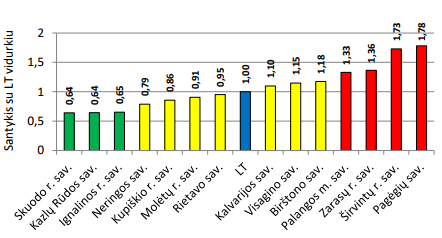 Santykis su LT vidurkiu
2
1,5
1
0,5
0
0,64
0,64
0,65
0,79
0,86
0,91
0,95
1,00
1,10
1,15
1,18
1,33
1,36
1,73
1,78
Skuodo r. sav.
Kazlų Rūdos sav.
Ignalinos r. sav.
Neringos sav.
Kupiškio r. sav.
Molėtų r. sav.
Rietavo sav.
LT
Kalvarijos sav.
Visagino sav.
Birštono sav.
Palangos m. sav.
Zarasų r. sav.
Širvintų r. sav.
Pagėgių sav.